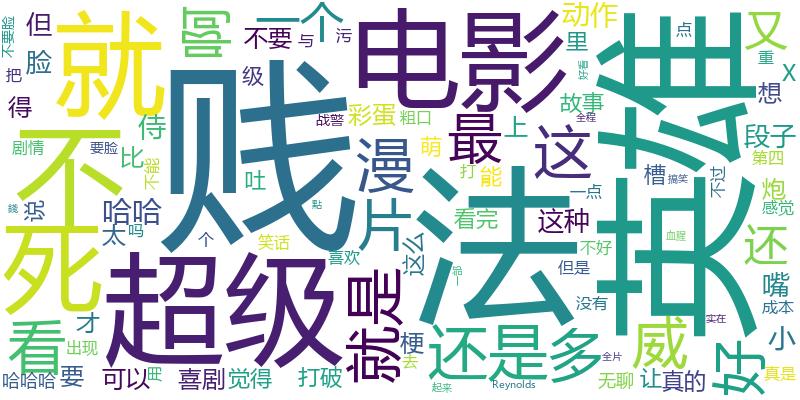 不要脸
但
就
啊
一个
不要
与
污
电影
英雄
动作
里
又
点
好看
重
把
脸
贱
级
彩蛋
粗口
故事
想
X
得
不
侍
战警
最
这
全程
上
段子
剧情
要脸
比
不能
吐
漫
萌
能
打
槽
搞笑
第四
不过
炮
说
哈哈
片
法
看完
这种
一点
感觉
太
吗
个
笑话
喜欢
这么
不好
还
死
超级
就是
但是
血腥
嘴
没有
成本
看
才
出现
梗
还是
多
威
好
实在
小
哈哈哈
要
可以
喜剧
觉得
打破
去
起来
Reynolds
全片
无聊
让
真的
真是
點